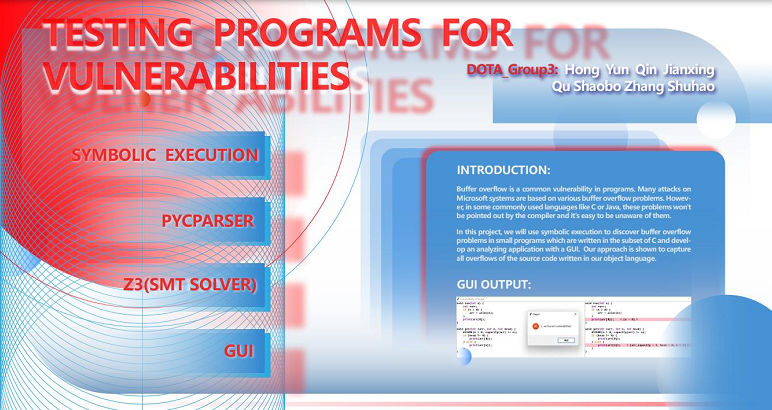 TESTING PROGRAMS FOR
VULNERABILITIES
DOTA_Group3: Hong Yun Qin Jianxing
Qu Shaobo Zhang Shuhao
SYMBOLIC EXECUTION
PYCPARSER
Z3(SMT SOLVER)
GUI
INTRODUCTION:
Buffer overflow is a common vulnerability in programs. Many attacks on
Microsoft systems are based on various buffer overflow problems. Howev-
er, in some commonly used languages like C or Java, these problems won't
be pointed out by the compiler and it's easy to be unaware of them.
In this project, we will use symbolic execution to discover buffer overflow
problems in small programs which are written in the subset of C and devel-
op an analyzing application with a GUI. Our approach is shown to capture
all overflows of the source code written in our object language.
GUI OUTPUT: